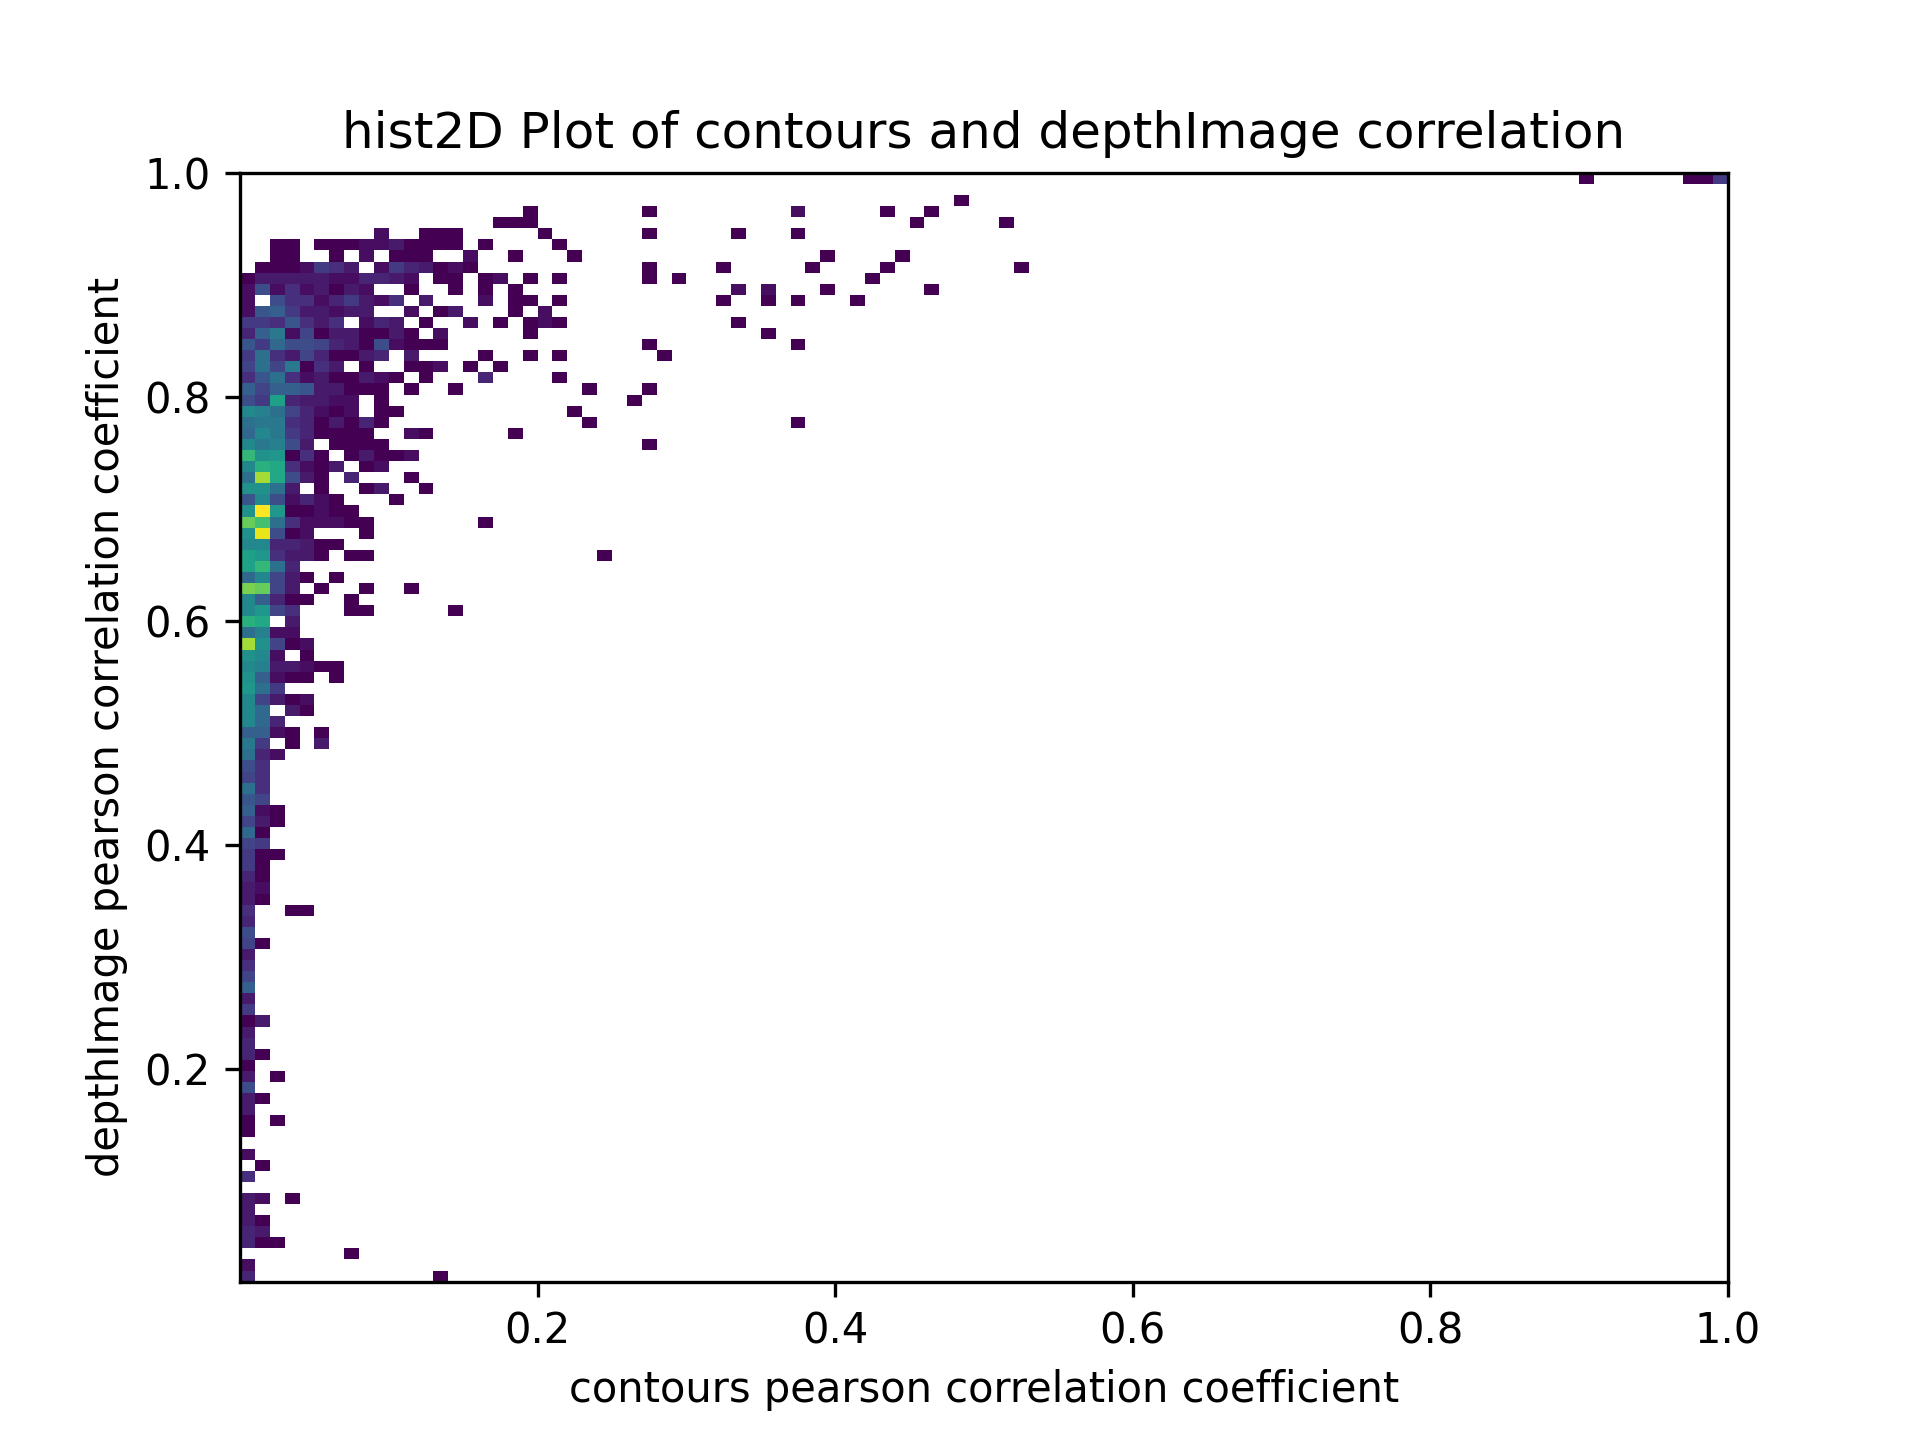 hist2D Plot of contours and depthImage correlation
1.0
0.8
0.6
0.4
0.2
depthImage pearson correlation coefficient
0.2 0.4 0.6 0.8 1.0
contours pearson correlation coefficient